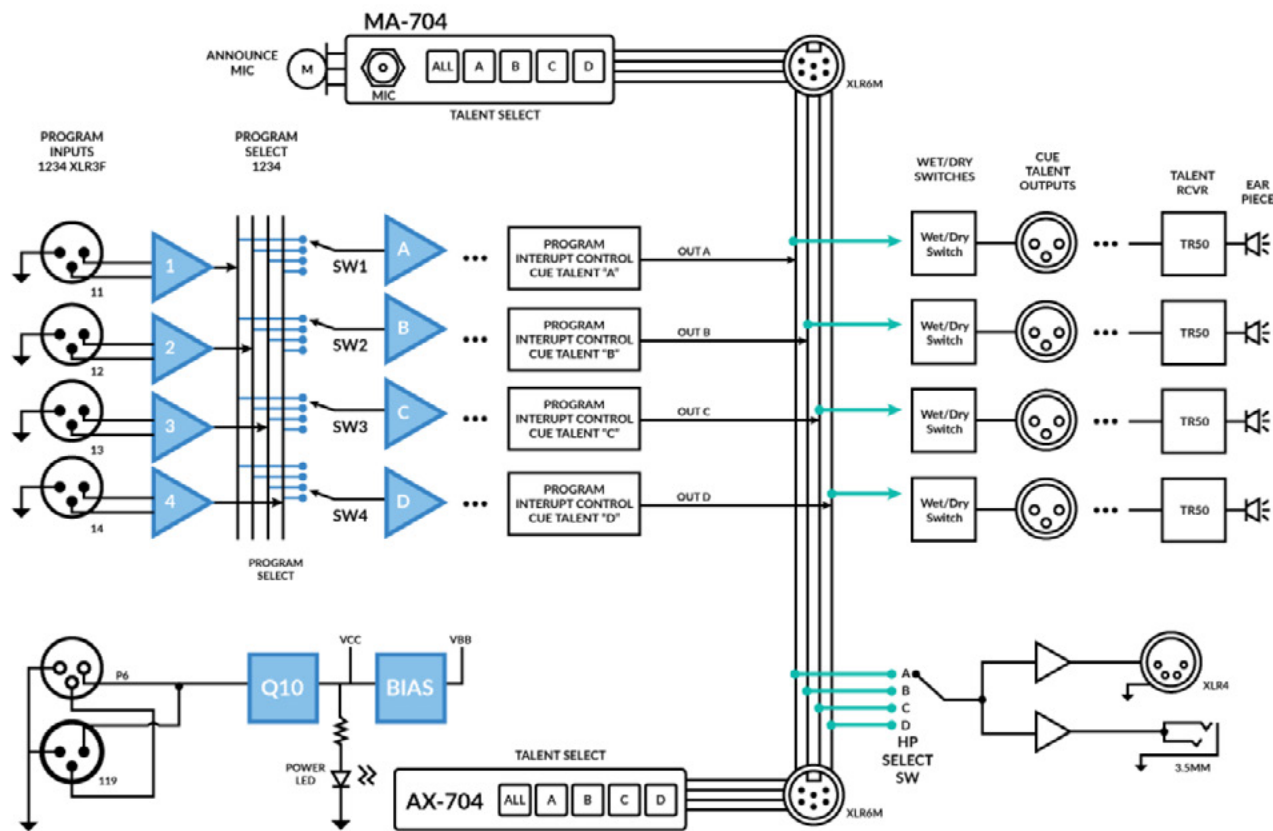 MA-704
ANNOUNCE
MIC
M
MIC
ALL
A
B
C
D
TALENT SELECT
XLR6M
PROGRAM
INPUTS
1234 XLR3F
PROGRAM
SELECT
1234
WET/DRY
SWITCHES
CUE
TALENT
OUTPUTS
TALENT
RCVR
EAR
PIECE
11
1
SW1
A
PROGRAM
INTERUPT CONTROL
CUE TALENT "A"
OUT A
Wet/Dry
Switch
TR50
12
2
SW2
B
PROGRAM
INTERUPT CONTROL
CUE TALENT "B"
OUT B
Wet/Dry
Switch
TR50
13
3
SW3
C
PROGRAM
INTERUPT CONTROL
CUE TALENT "C"
OUT C
Wet/Dry
Switch
TR50
14
4
SW4
D
PROGRAM
INTERUPT CONTROL
CUE TALENT "D"
OUT D
Wet/Dry
Switch
TR50
PROGRAM
SELECT
P6
Q10
VCC
BIAS
VBB
119
POWER
LED
A
B
C
D
HP
SELECT
SW
XLR4
3.5MM
TALENT SELECT
AX-704
ALL
A
B
C
D
XLR6M